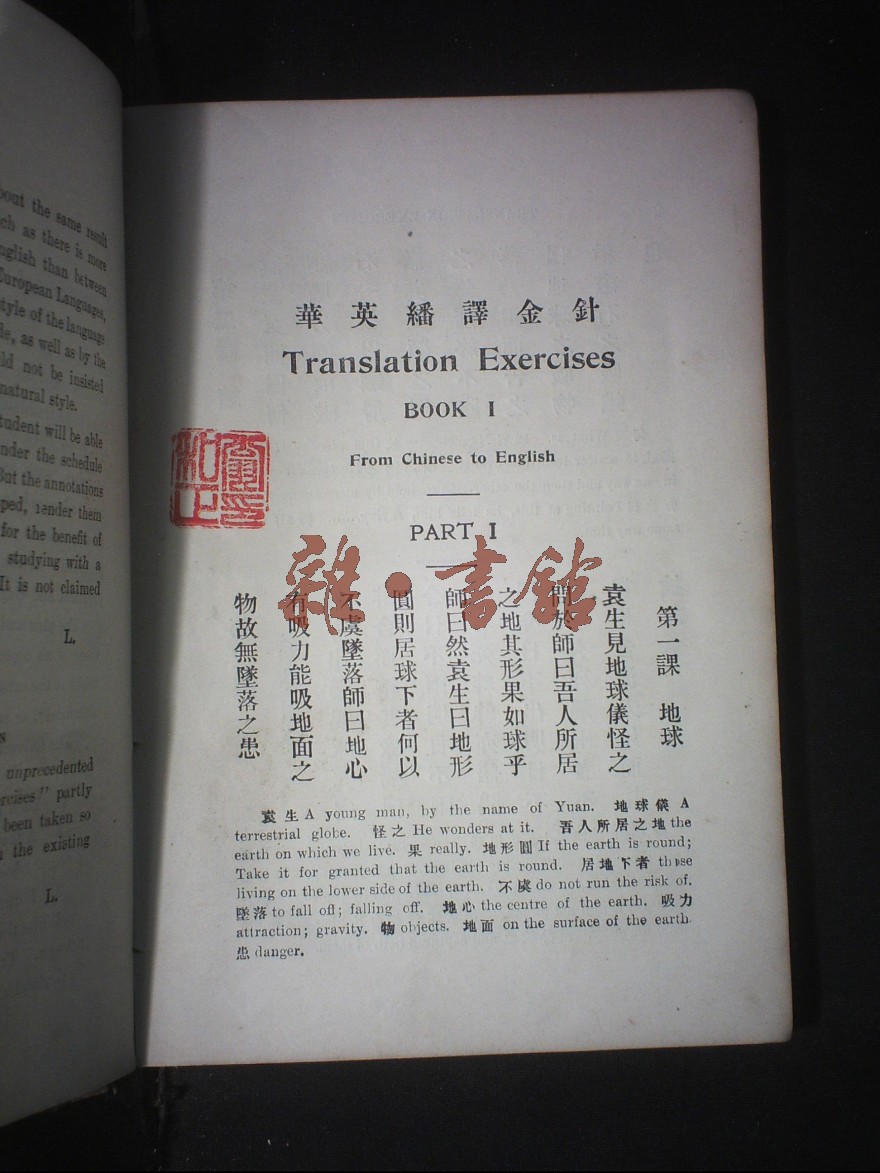 bout the same result
ch as there is more
nglish than between
European Languages,
style of the language
le, as well as by the
ld not be insisted
natural style.
tudent will be able
nder the schedule
But the annotations
ped, render them
for the benefit of
studying with a
It is not claimed
L.
N
unprecedented
rcises" partly
been taken so
n the existing
L.
華英繙譯金針
Translation Exercises
BOOK I
From Chinese to English
PART I
第一課 地球
袁生見地球儀怪之
問於師曰吾人所居
之地其形果如球乎
師曰然袁生曰地形
圓則居球下者何以
不虞墜落師曰地心
有吸力能吸地面之
物故無墜落之患
袁生 A young man, by the name of Yuan. 地球儀 A
terrestrial globe. 怪之 He wonders at it. 吾人所居之地 the
earth on which we live. 果 really. 地形圓 If the earth is round;
Take it for granted that the earth is round. 居地下者 those
living on the lower side of the earth. 不虞 do not run the risk of.
墜落 to fall off; falling off. 地心 the centre of the earth. 吸力
attraction; gravity. 物 objects. 地面 on the surface of the earth.
患 danger.
雜·書館